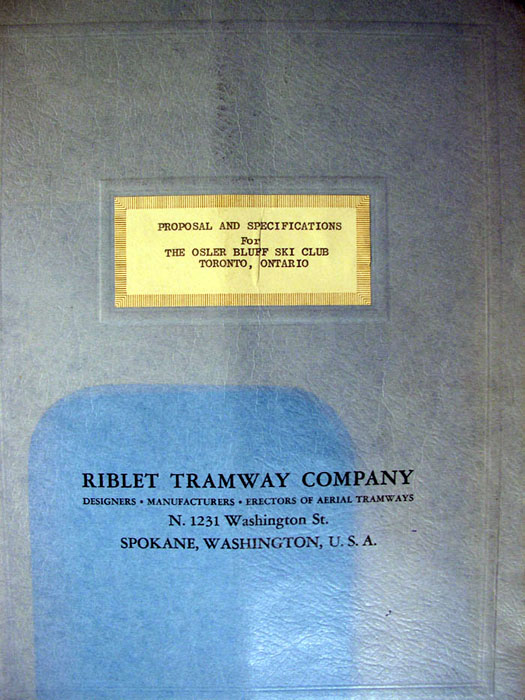 PROPOSAL AND SPECIFICATIONS
For
THE OSLER BLUFF SKI CLUB
TORONTO, ONTARIO
RIBLET TRAMWAY COMPANY
DESIGNERS • MANUFACTURERS • ERECTORS OF AERIAL TRAMWAYS
N. 1231 Washington St.
SPOKANE, WASHINGTON, U. S. A.